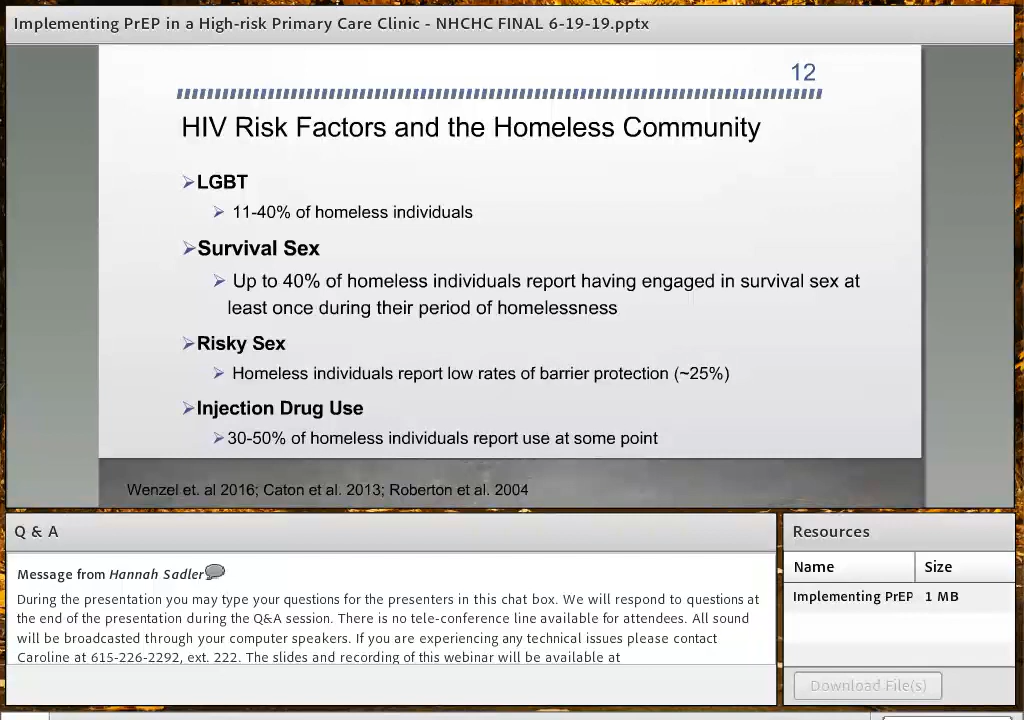 Implementing PrEP in a High-risk Primary Care Clinic - NHCHC FINAL 6-19-19.pptx
12
HIV Risk Factors and the Homeless Community
➢LGBT
➢ 11-40% of homeless individuals
➢Survival Sex
➢ Up to 40% of homeless individuals report having engaged in survival sex at
least once during their period of homelessness
➢Risky Sex
➢ Homeless individuals report low rates of barrier protection (~25%)
➢Injection Drug Use
➢30-50% of homeless individuals report use at some point
Wenzel et. al 2016; Caton et al. 2013; Roberton et al. 2004
Q & A
Message from Hannah Sadler
During the presentation you may type your questions for the presenters in this chat box. We will respond to questions at
the end of the presentation during the Q&A session. There is no tele-conference line available for attendees. All sound
will be broadcasted through your computer speakers. If you are experiencing any technical issues please contact
Caroline at 615-226-2292, ext. 222. The slides and recording of this webinar will be available at
Resources
Name Size
Implementing PrEP 1 MB
Download File(s)